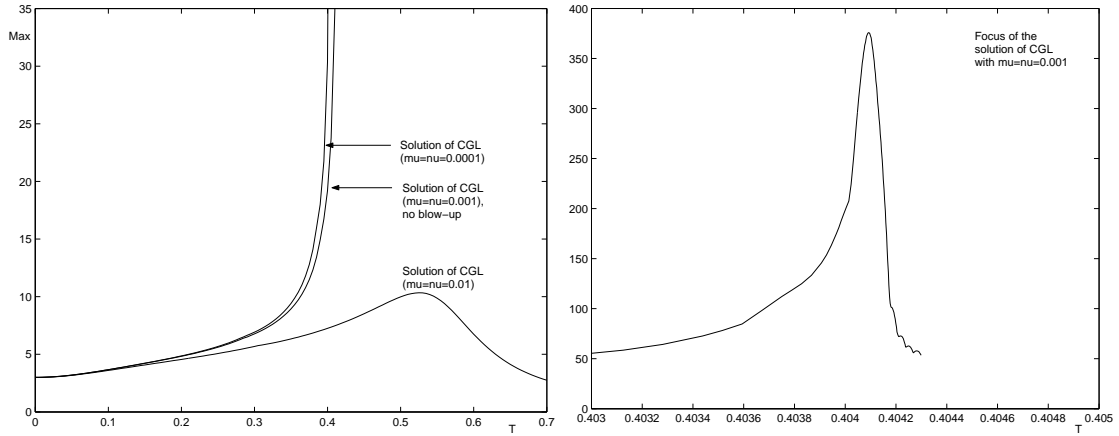 35
Max
30
25
20
15
10
5
0
0
0.1
0.2
0.3
0.4
0.5
0.6
0.7
T
Solution of CGL
(mu=nu=0.0001)
Solution of CGL
(mu=nu=0.001),
no blow-up
Solution of CGL
(mu=nu=0.01)
400
350
300
250
200
150
100
50
0
0.403
0.4032
0.4034
0.4036
0.4038
0.404
0.4042
0.4044
0.4046
0.4048
0.405
T
Focus of the
solution of CGL
with mu=nu=0.001